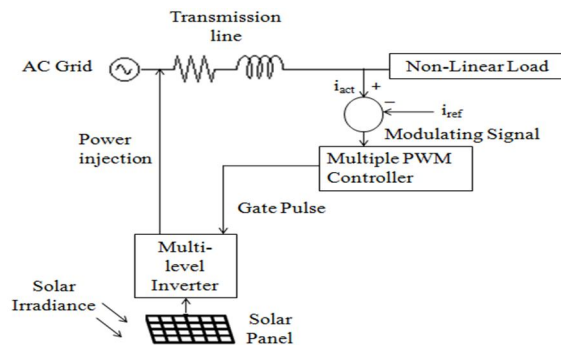 Transmission
line
AC Grid
Non-Linear Load
i_act
+
−
i_ref
Modulating Signal
Power
injection
Multiple PWM
Controller
Gate Pulse
Multi-
level
Inverter
Solar
Irradiance
Solar
Panel